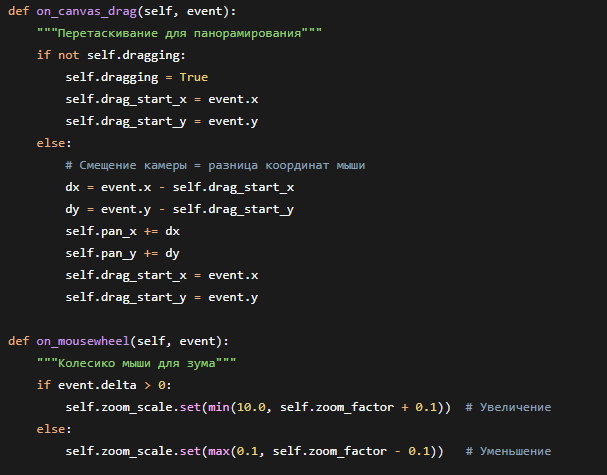 def on_canvas_drag(self, event):
    """Перетаскивание для панорамирования"""
    if not self.dragging:
        self.dragging = True
        self.drag_start_x = event.x
        self.drag_start_y = event.y
    else:
        # Смещение камеры = разница координат мыши
        dx = event.x - self.drag_start_x
        dy = event.y - self.drag_start_y
        self.pan_x += dx
        self.pan_y += dy
        self.drag_start_x = event.x
        self.drag_start_y = event.y

def on_mousewheel(self, event):
    """Колесико мыши для зума"""
    if event.delta > 0:
        self.zoom_scale.set(min(10.0, self.zoom_factor + 0.1))  # Увеличение
    else:
        self.zoom_scale.set(max(0.1, self.zoom_factor - 0.1))   # Уменьшение